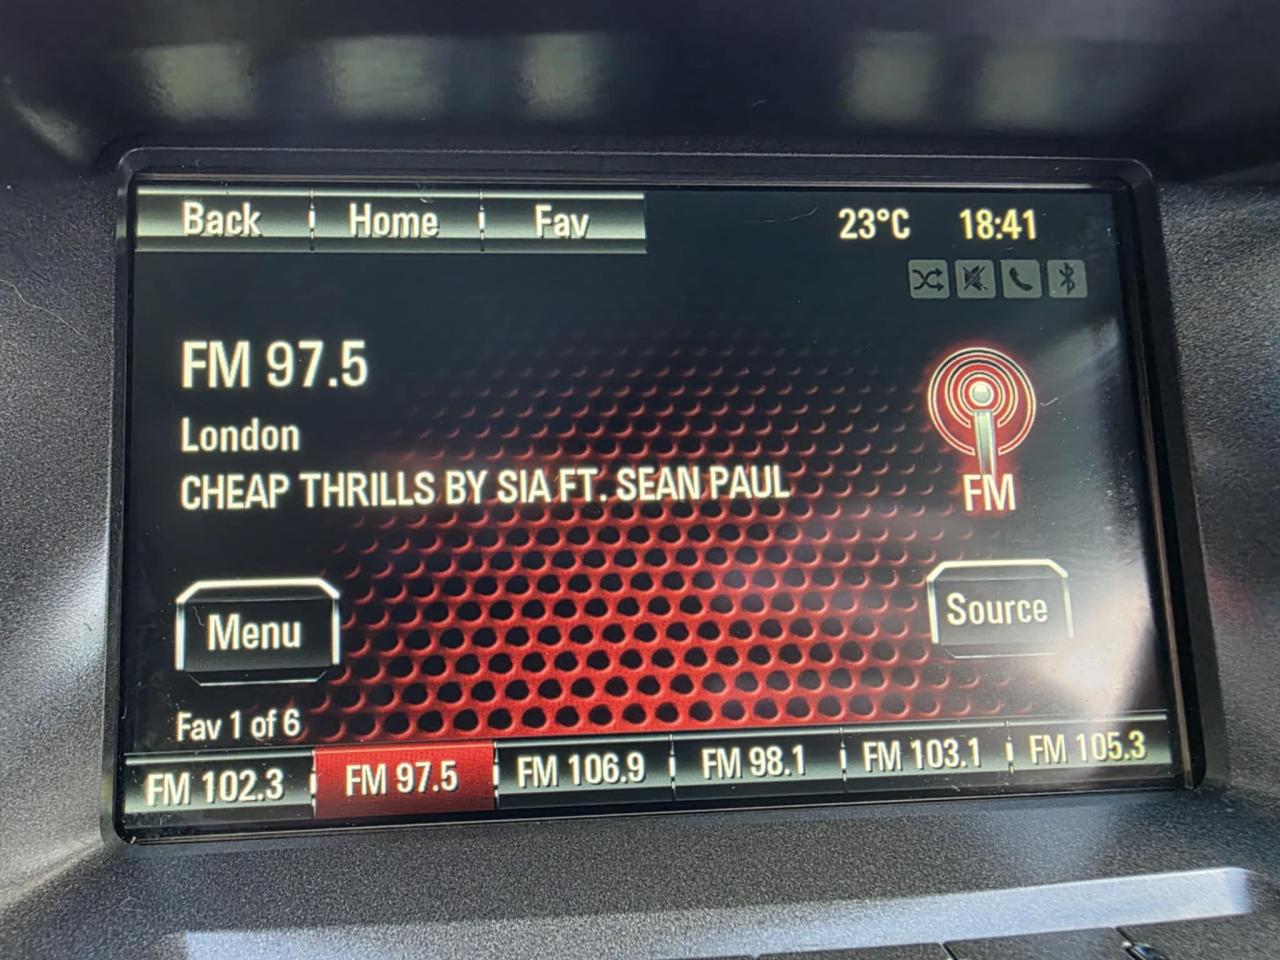 Back Home Fav 23°C 18:41
FM 97.5
London
CHEAP THRILLS BY SIA FT. SEAN PAUL
FM
Menu Source
Fav 1 of 6
FM 102.3 FM 97.5 FM 106.9 FM 98.1 FM 103.1 FM 105.3